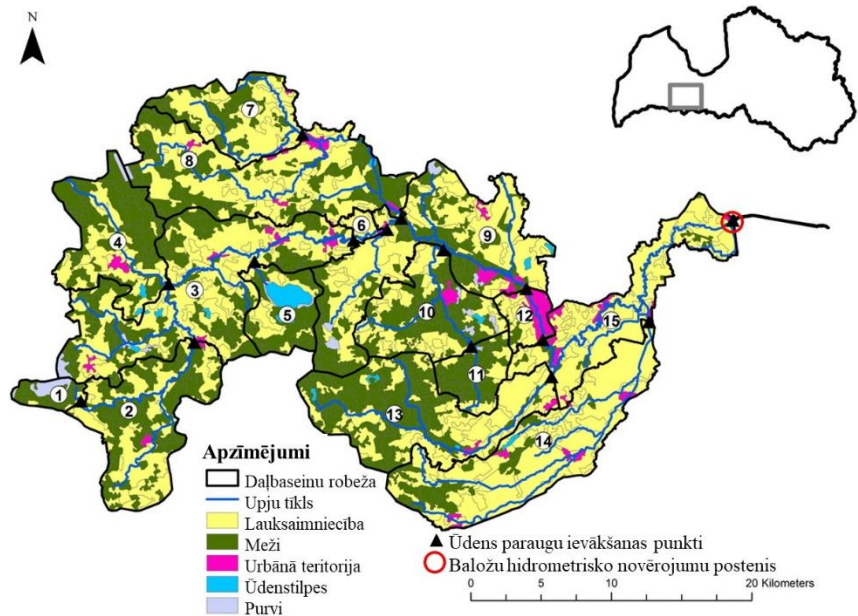 N
7
8
4
6
9
3
5
10
12
15
1
2
11
13
14
Apzīmējumi
Daļbaseinu robeža
Upju tīkls
Lauksaimniecība
Meži
Urbānā teritorija
Ūdenstilpes
Purvi
Ūdens paraugu ievākšanas punkti
Baložu hidrometrisko novērojumu postenis
0 5 10 20 Kilometers